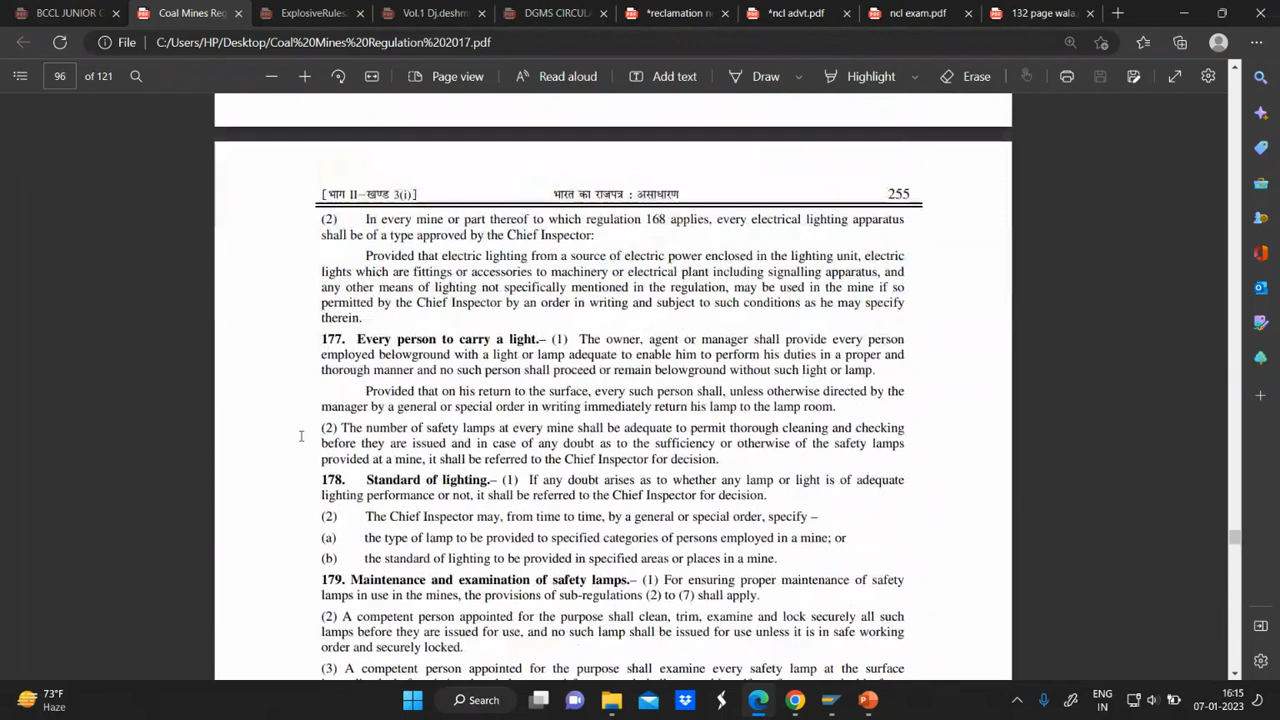 BCCL JUNIOR O
Coal Mines Reg
ExplosiveRules.
Vol.1 Dj.deshm
DGMS CIRCULA
*reclamation n
*ncl advt.pdf
ncl exam.pdf
132 page wala.
File C:/Users/HP/Desktop/Coal%20Mines%20Regulation%202017.pdf
96 of 121 Page view Read aloud Add text Draw Highlight Erase
[भाग II-खण्ड 3(i)] भारत का राजपत्र : असाधारण 255
(2) In every mine or part thereof to which regulation 168 applies, every electrical lighting apparatus
shall be of a type approved by the Chief Inspector:
Provided that electric lighting from a source of electric power enclosed in the lighting unit, electric
lights which are fittings or accessories to machinery or electrical plant including signalling apparatus, and
any other means of lighting not specifically mentioned in the regulation, may be used in the mine if so
permitted by the Chief Inspector by an order in writing and subject to such conditions as he may specify
therein.
177. Every person to carry a light.– (1) The owner, agent or manager shall provide every person
employed belowground with a light or lamp adequate to enable him to perform his duties in a proper and
thorough manner and no such person shall proceed or remain belowground without such light or lamp.
Provided that on his return to the surface, every such person shall, unless otherwise directed by the
manager by a general or special order in writing immediately return his lamp to the lamp room.
(2) The number of safety lamps at every mine shall be adequate to permit thorough cleaning and checking
before they are issued and in case of any doubt as to the sufficiency or otherwise of the safety lamps
provided at a mine, it shall be referred to the Chief Inspector for decision.
178. Standard of lighting.– (1) If any doubt arises as to whether any lamp or light is of adequate
lighting performance or not, it shall be referred to the Chief Inspector for decision.
(2) The Chief Inspector may, from time to time, by a general or special order, specify –
(a) the type of lamp to be provided to specified categories of persons employed in a mine; or
(b) the standard of lighting to be provided in specified areas or places in a mine.
179. Maintenance and examination of safety lamps.– (1) For ensuring proper maintenance of safety
lamps in use in the mines, the provisions of sub-regulations (2) to (7) shall apply.
(2) A competent person appointed for the purpose shall clean, trim, examine and lock securely all such
lamps before they are issued for use, and no such lamp shall be issued for use unless it is in safe working
order and securely locked.
(3) A competent person appointed for the purpose shall examine every safety lamp at the surface
73°F
Haze
Search
ENG
IN
16:15
07-01-2023